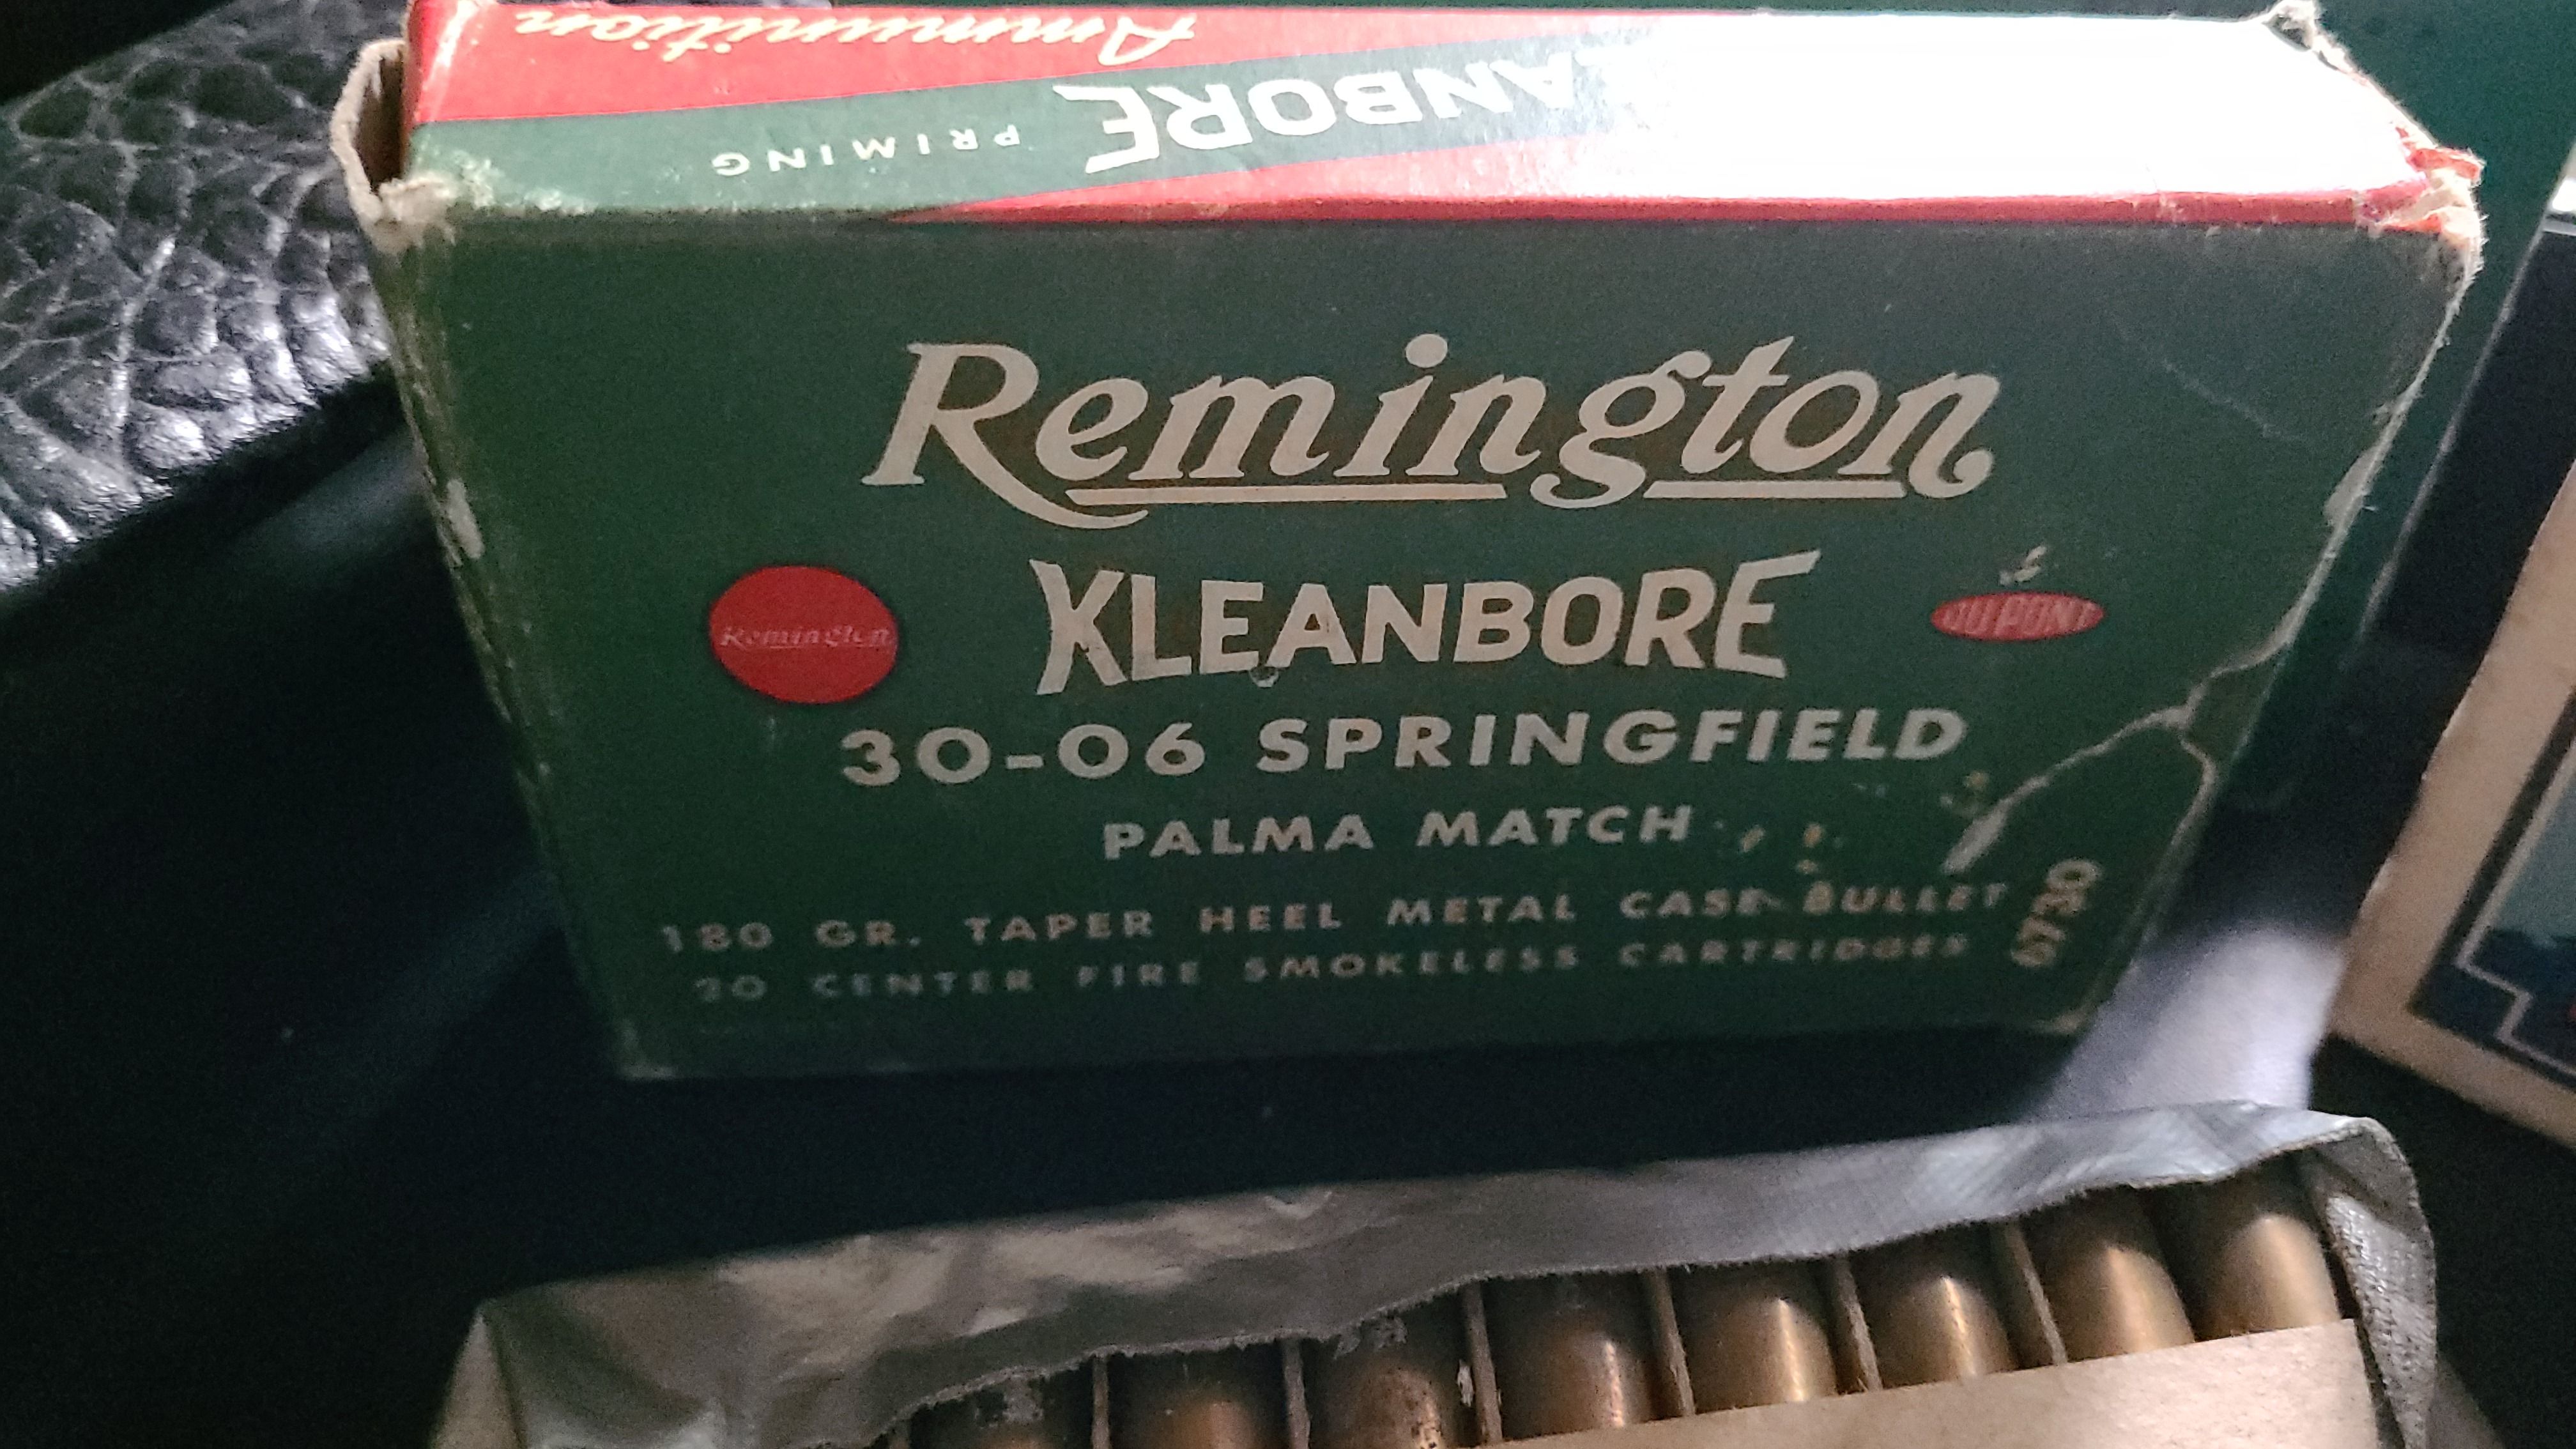 Ammunition
KLEANBORE
PRIMING
Remington
KLEANBORE
Remington
DU PONT
30-06 SPRINGFIELD
PALMA MATCH
180 GR. TAPER HEEL METAL CASE BULLET
20 CENTER FIRE SMOKELESS CARTRIDGES